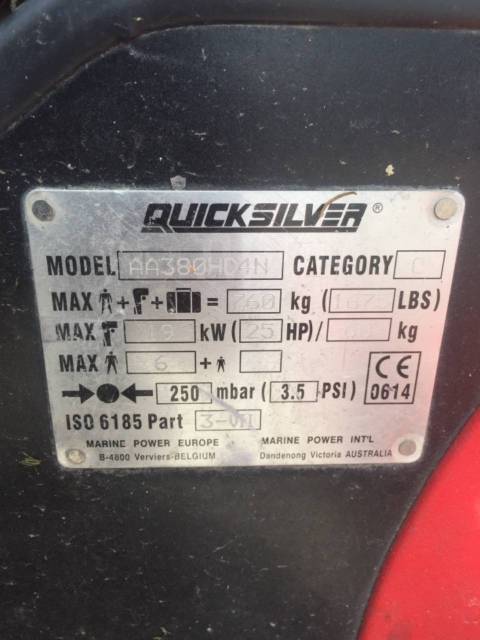 QUICKSILVER®
MODEL AA380HD4N CATEGORY C
MAX + + = 760 kg (1675 LBS)
MAX 19 kW (25 HP)/ kg
MAX 6 +
250 mbar (3.5 PSI) CE
ISO 6185 Part 3-VII 0614
MARINE POWER EUROPE MARINE POWER INT'L
B-4800 Verviers-BELGIUM Dandenong Victoria AUSTRALIA